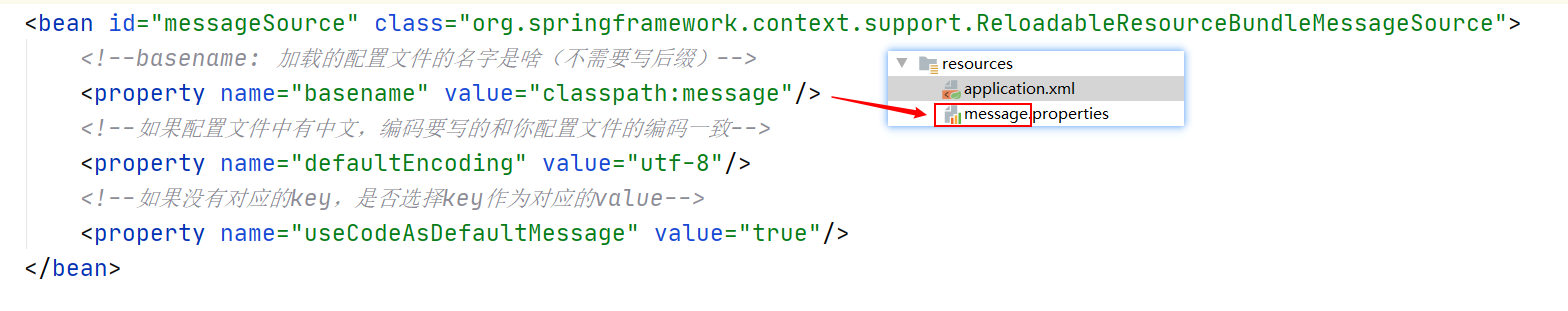 <bean id="messageSource" class="org.springframework.context.support.ReloadableResourceBundleMessageSource">
<!--basename: 加载的配置文件的名字是啥（不需要写后缀）-->
<property name="basename" value="classpath:message"/>
<!--如果配置文件中有中文，编码要写的和你配置文件的编码一致-->
<property name="defaultEncoding" value="utf-8"/>
<!--如果没有对应的key，是否选择key作为对应的value-->
<property name="useCodeAsDefaultMessage" value="true"/>
</bean>
resources
application.xml
message.properties